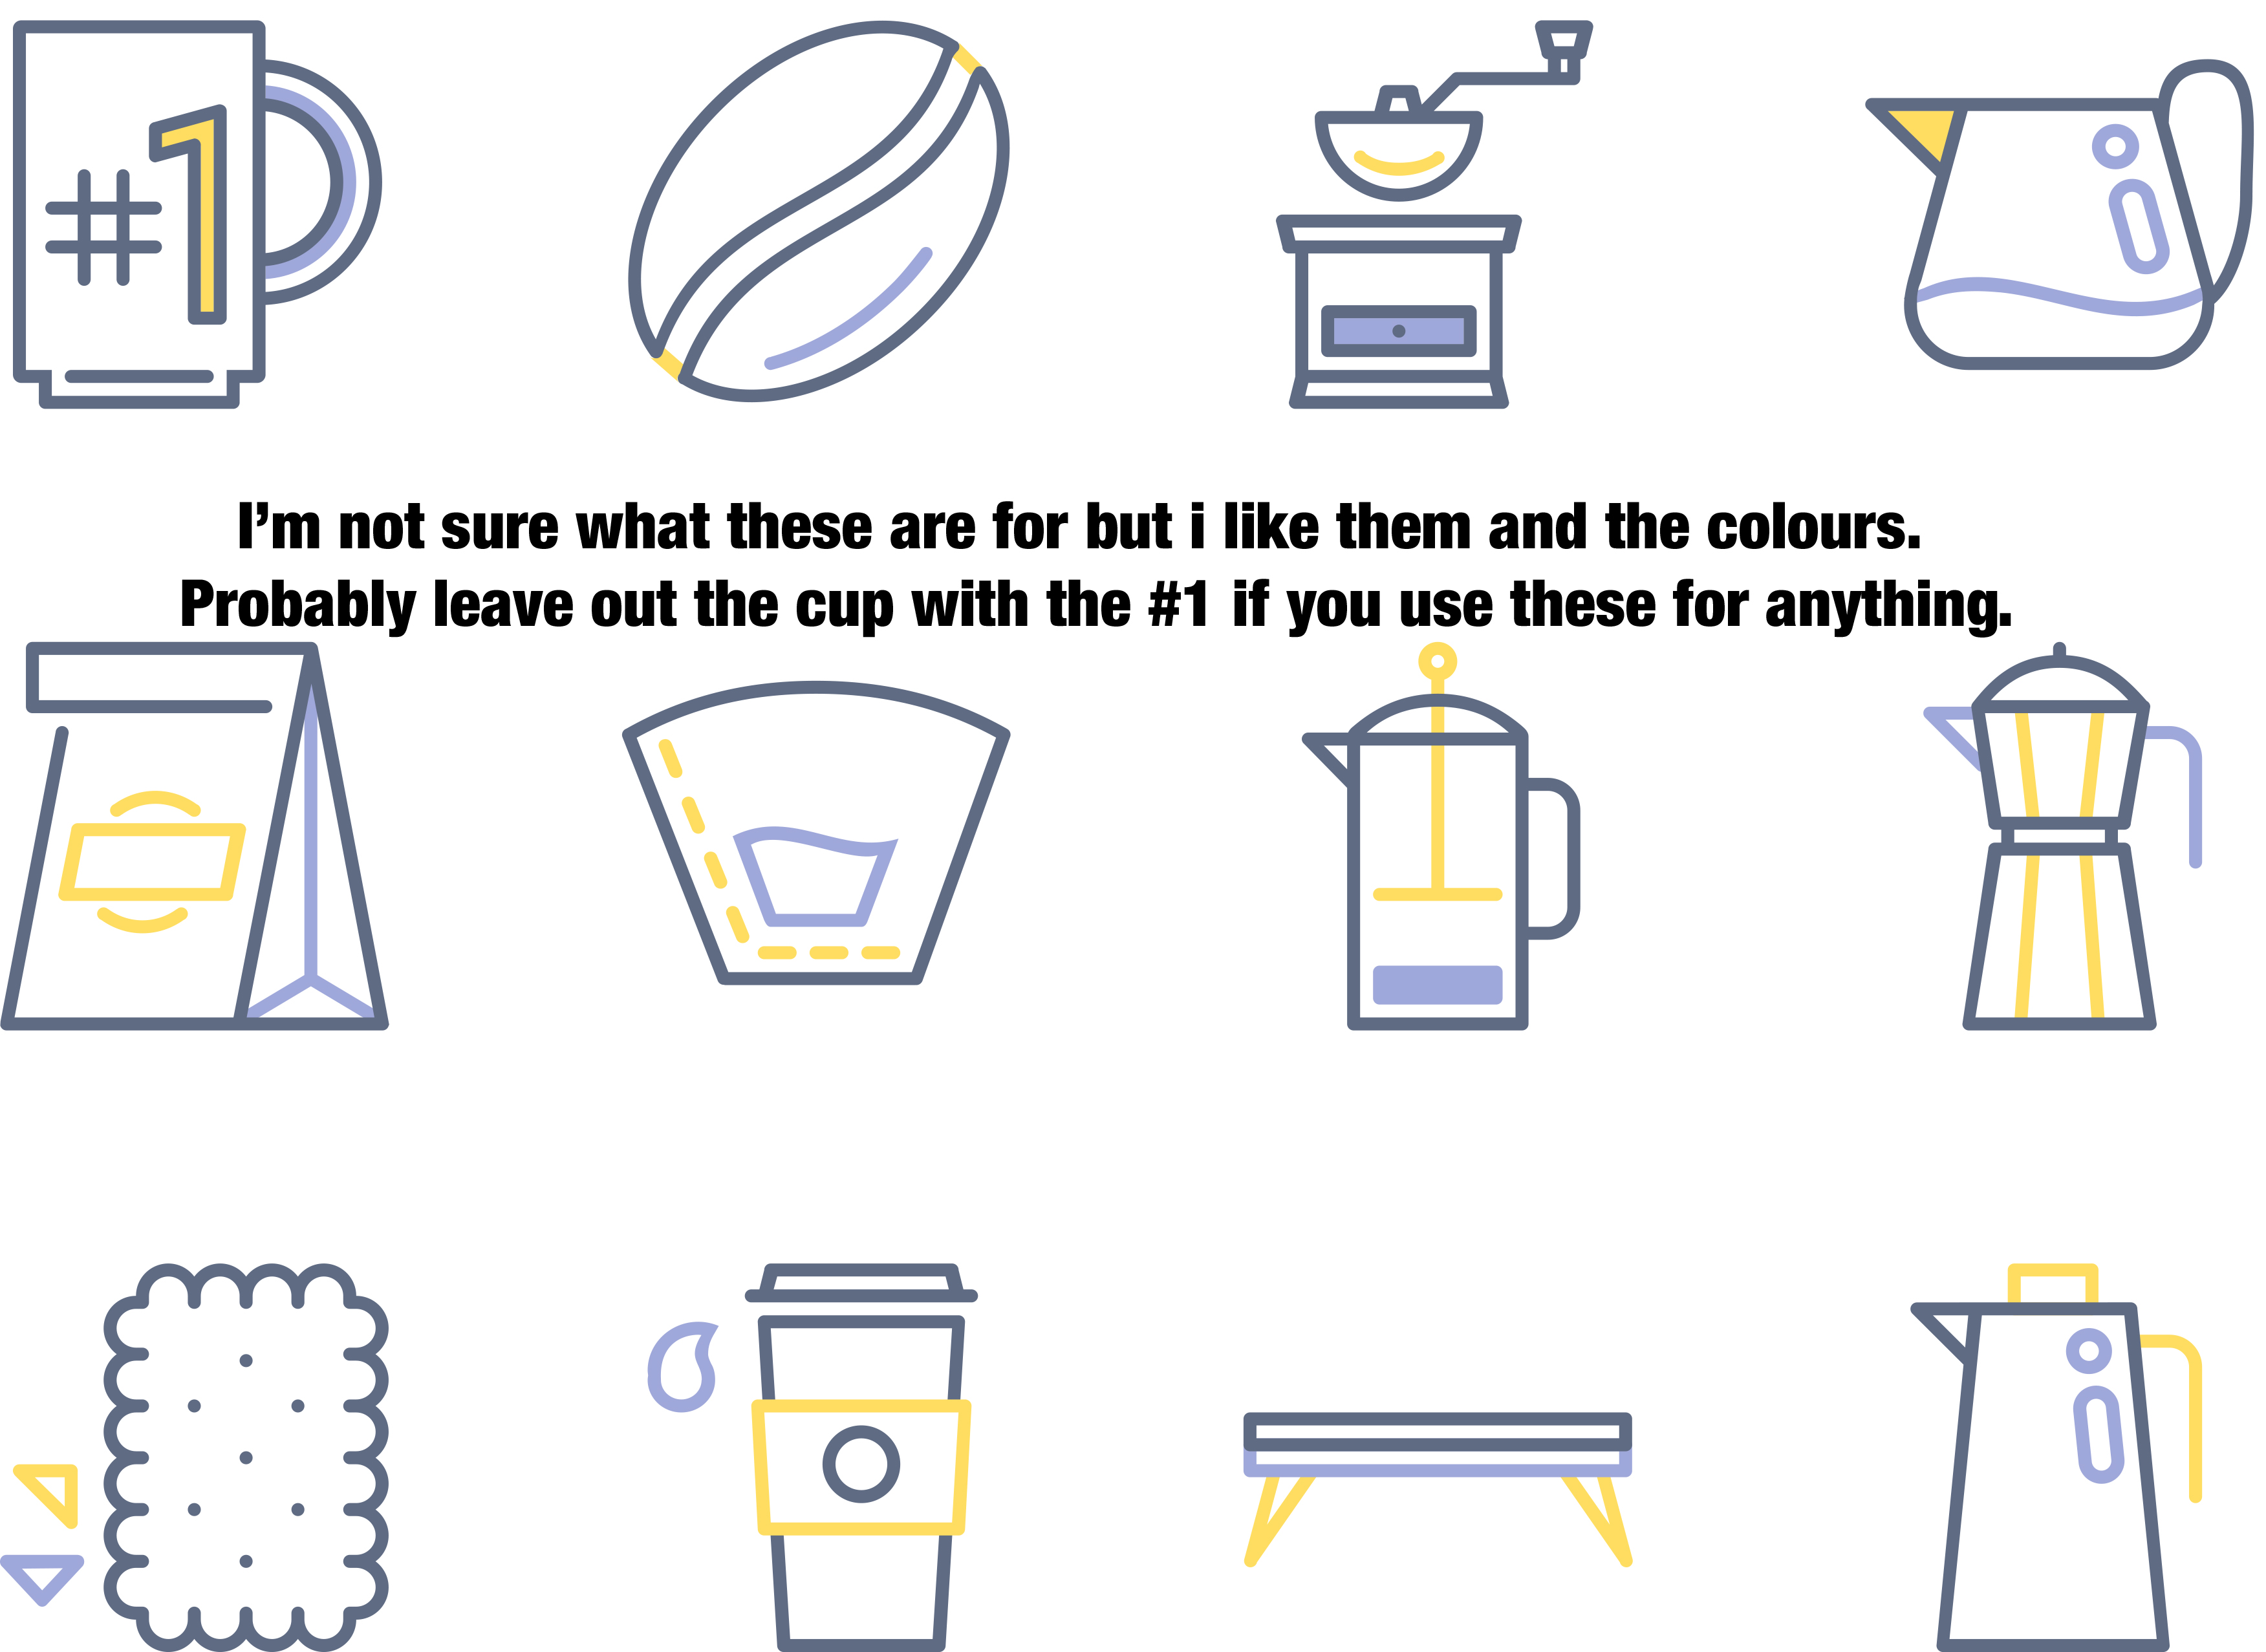 #1
I’m not sure what these are for but i like them and the colours.
Probably leave out the cup with the #1 if you use these for anything.